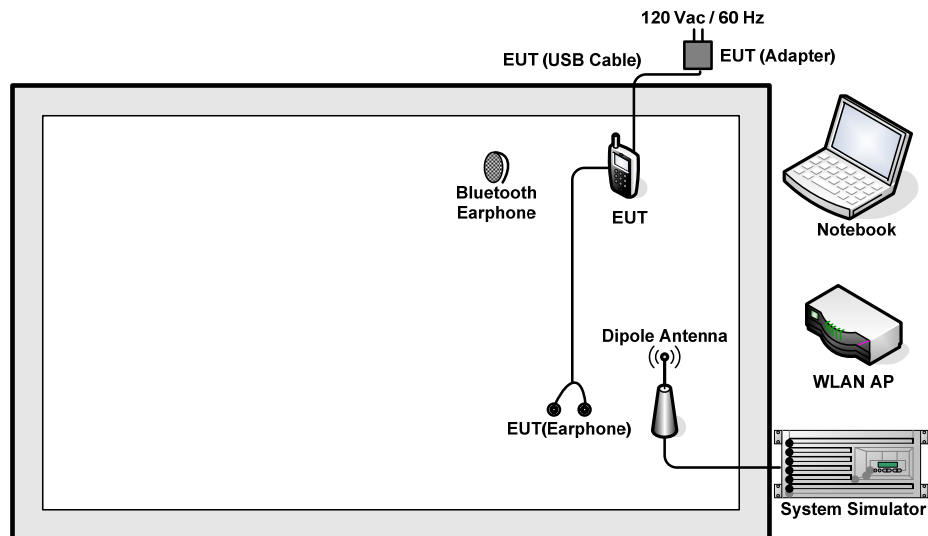 120 Vac / 60 Hz
EUT (USB Cable)
EUT (Adapter)
Bluetooth
Earphone
EUT
Notebook
Dipole Antenna
WLAN AP
EUT(Earphone)
System Simulator